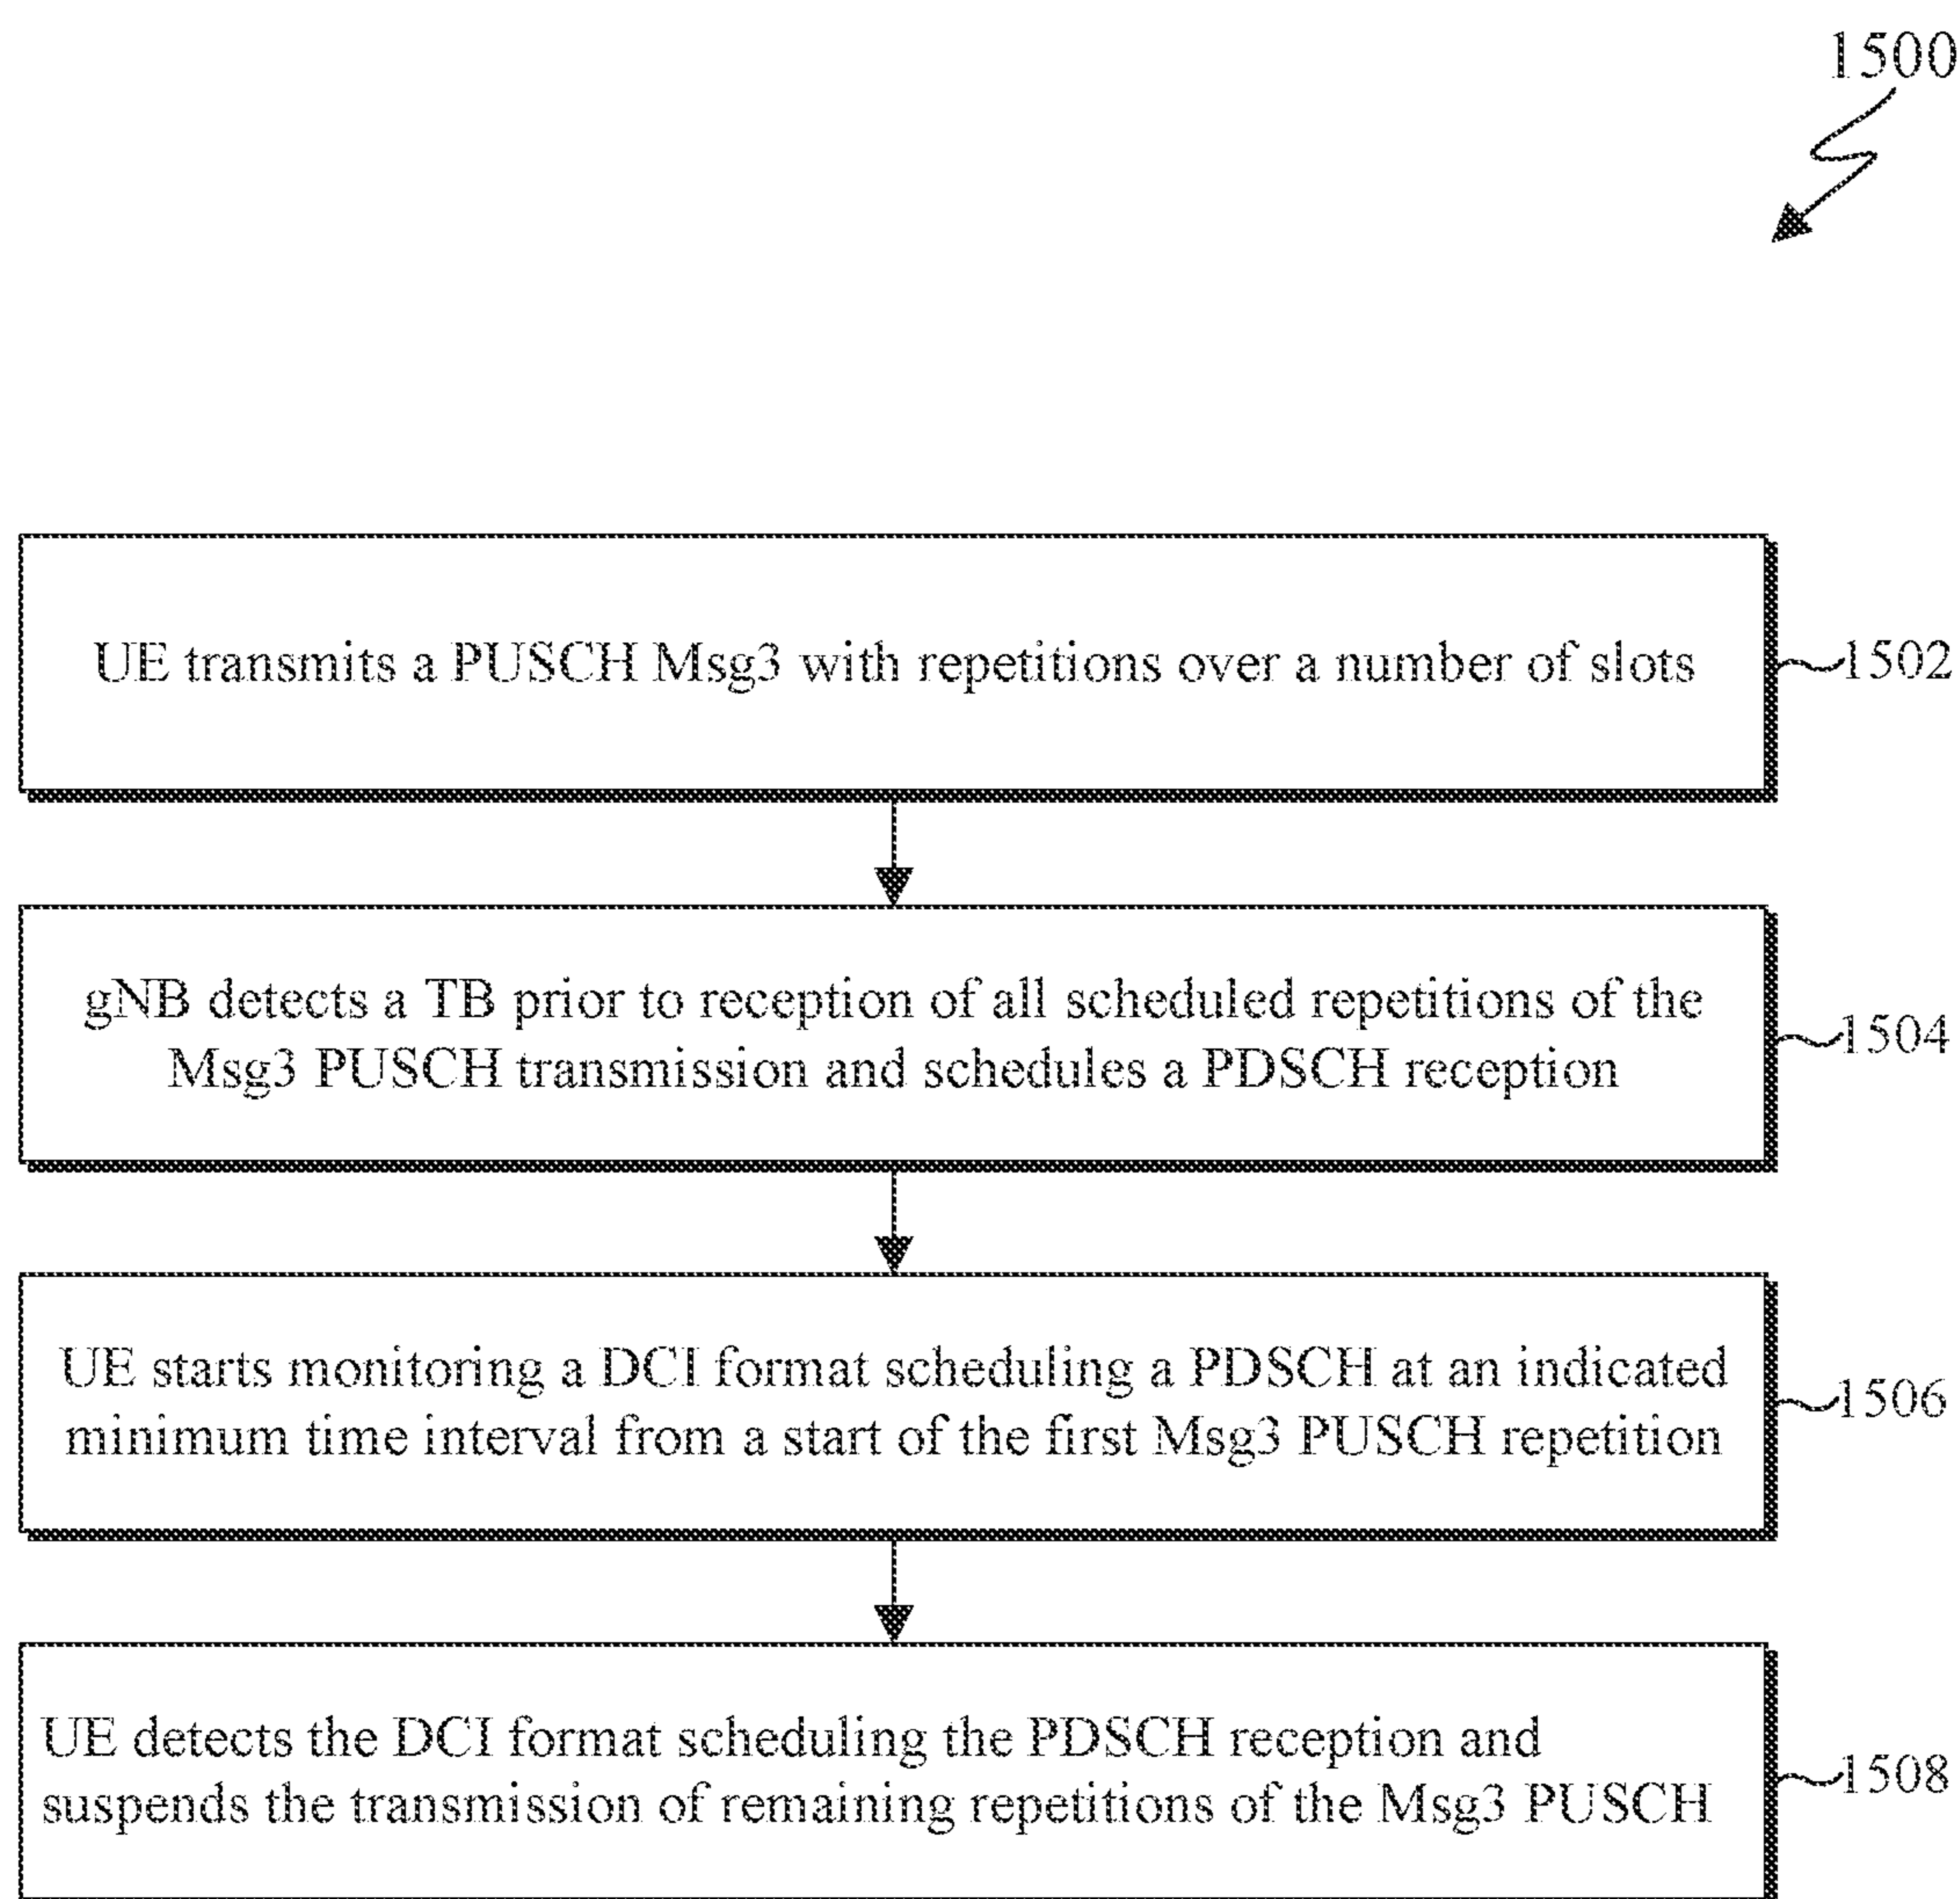 1500
UE transmits a PUSCH Msg3 with repetitions over a number of slots
1502
gNB detects a TB prior to reception of all scheduled repetitions of the
Msg3 PUSCH transmission and schedules a PDSCH reception
1504
UE starts monitoring a DCI format scheduling a PDSCH at an indicated
minimum time interval from a start of the first Msg3 PUSCH repetition
1506
UE detects the DCI format scheduling the PDSCH reception and
suspends the transmission of remaining repetitions of the Msg3 PUSCH
1508